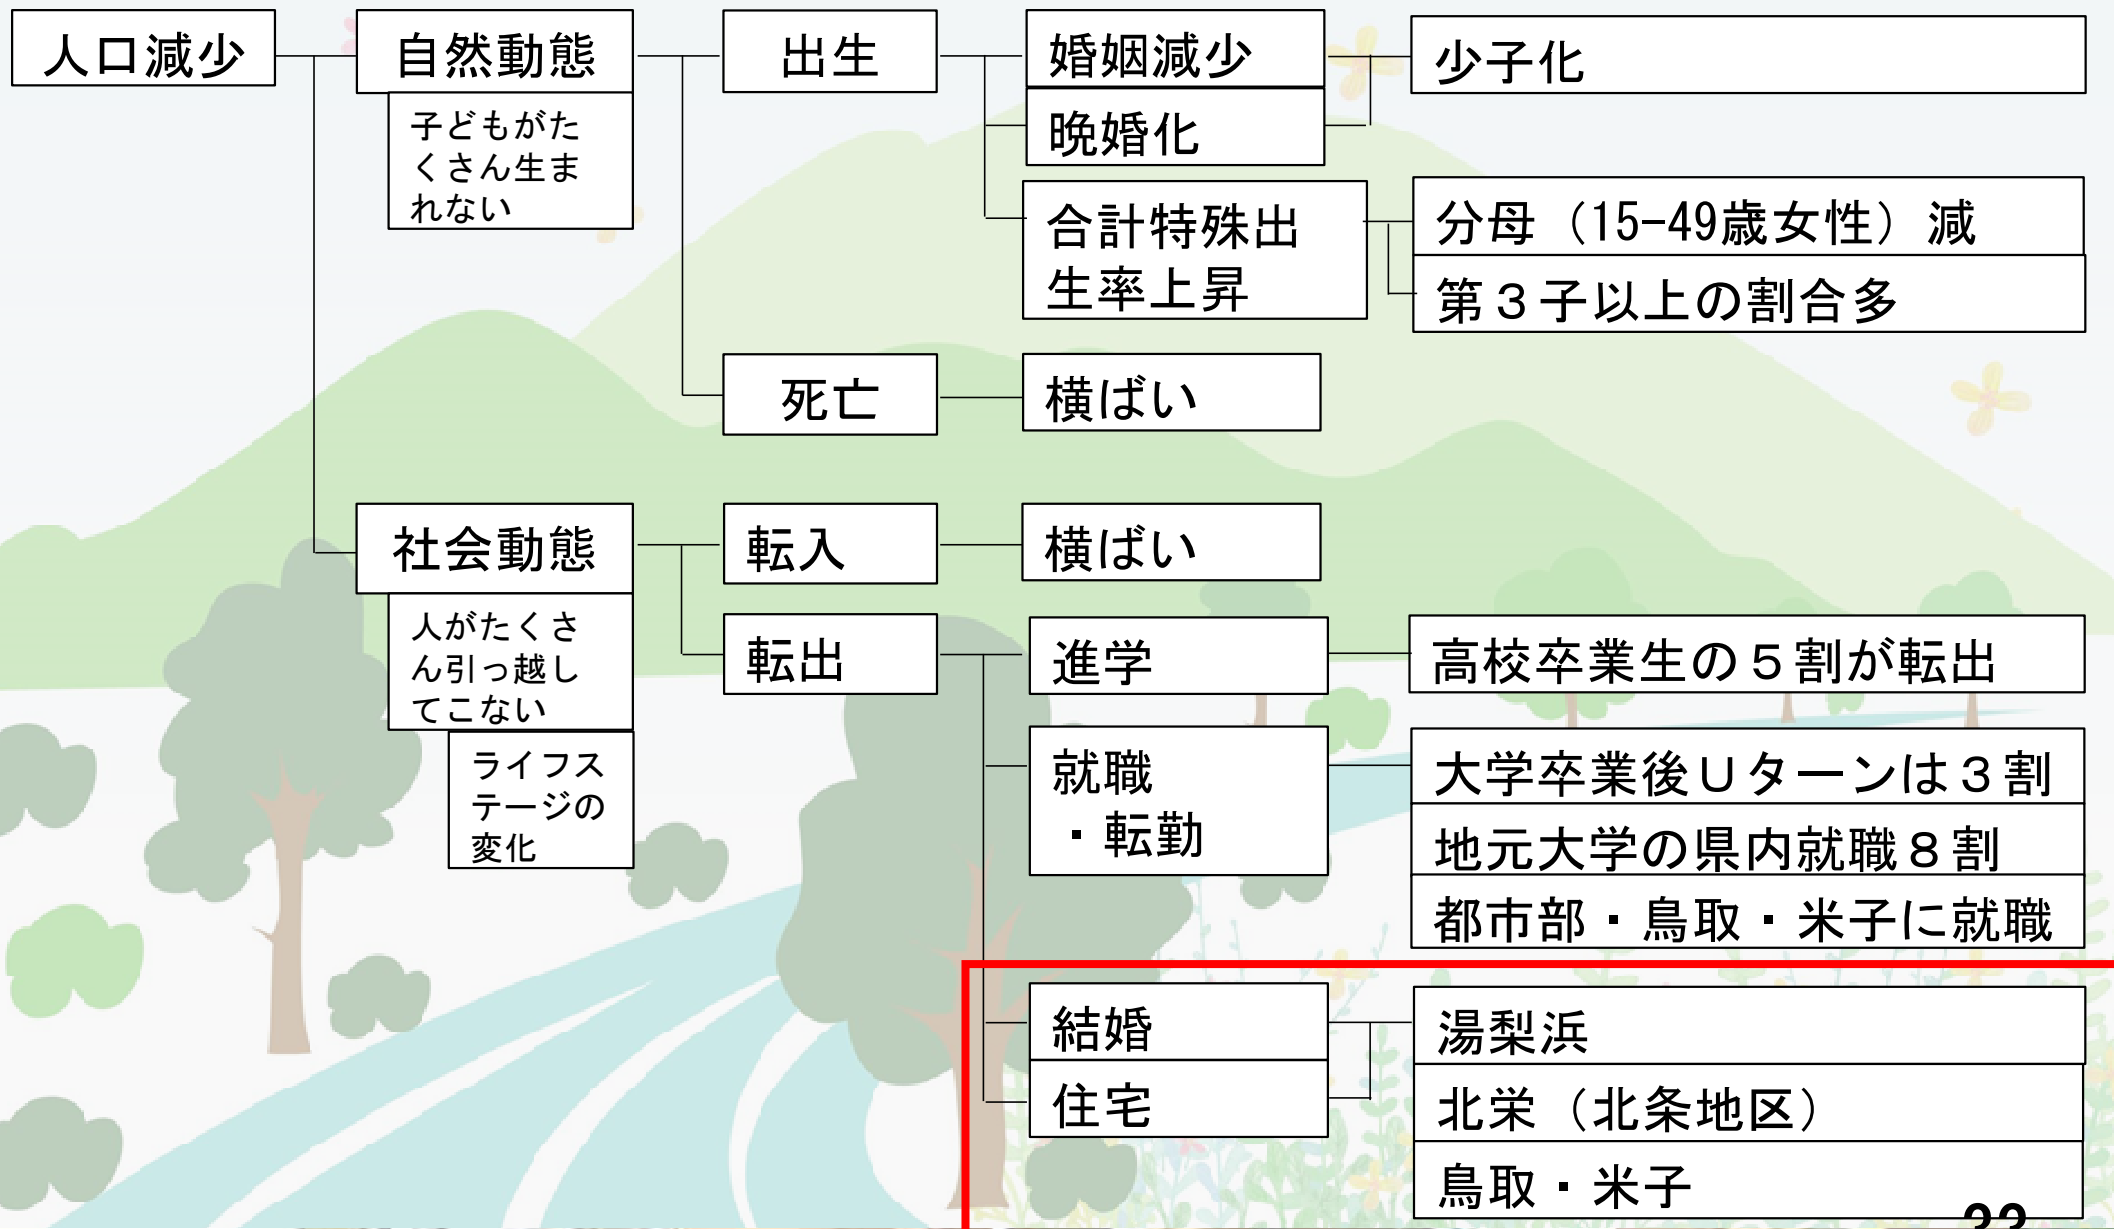 人口減少
自然動態
子どもがた
くさん生ま
れない
出生
婚姻減少
晩婚化
少子化
合計特殊出
生率上昇
分母（15-49歳女性）減
第３子以上の割合多
死亡
横ばい
社会動態
人がたくさ
ん引っ越し
てこない
ライフス
テージの
変化
転入
横ばい
転出
進学
高校卒業生の５割が転出
就職
・転勤
大学卒業後Ｕターンは３割
地元大学の県内就職８割
都市部・鳥取・米子に就職
結婚
住宅
湯梨浜
北栄（北条地区）
鳥取・米子